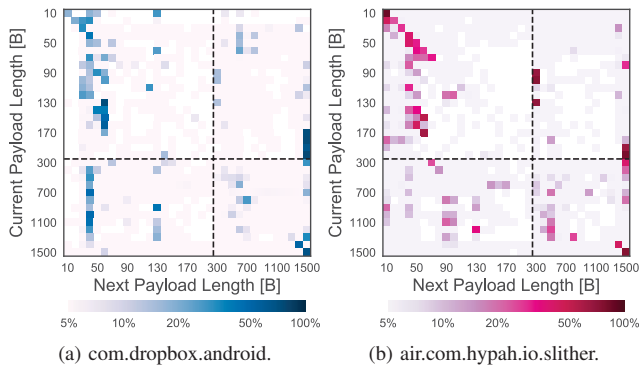 Current Payload Length [B]
10
50
90
130
170
300
700
1100
1500
10 50 90 130 170 300 700 1100 1500
Next Payload Length [B]
5% 10% 20% 50% 100%
(a) com.dropbox.android.
Current Payload Length [B]
10
50
90
130
170
300
700
1100
1500
10 50 90 130 170 300 700 1100 1500
Next Payload Length [B]
5% 10% 20% 50% 100%
(b) air.com.hypah.io.slither.